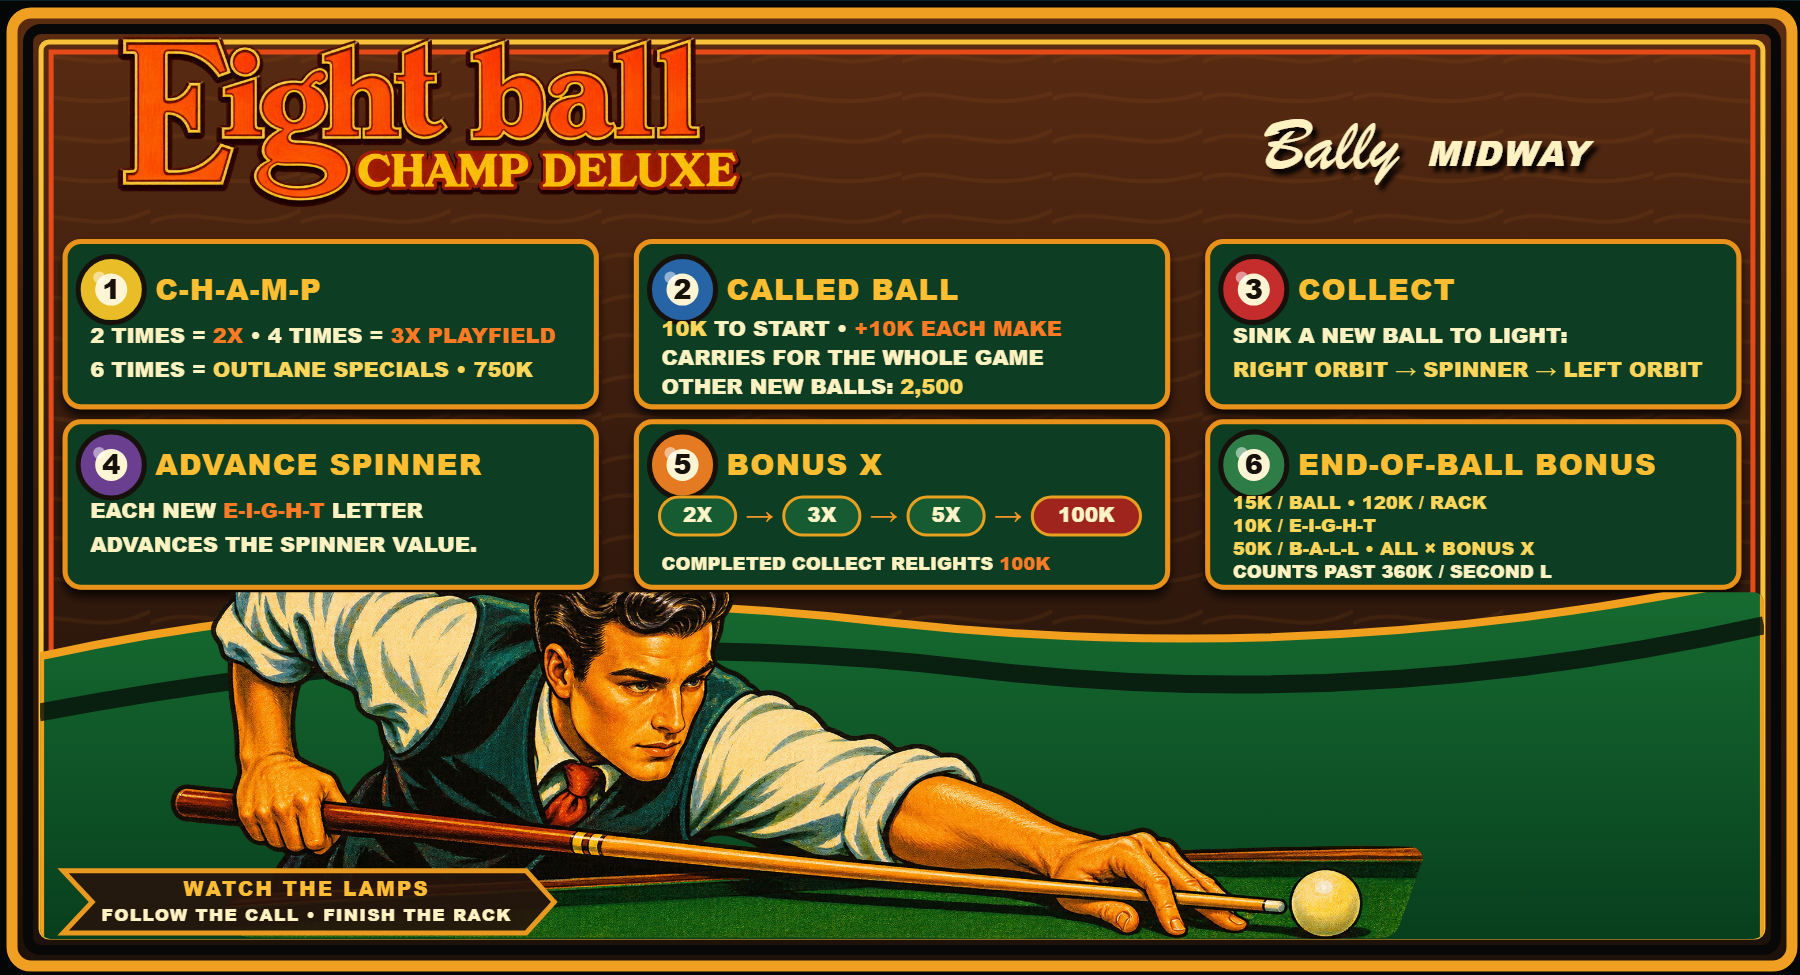 Eight ball
CHAMP DELUXE
Bally MIDWAY
1 C-H-A-M-P
2 TIMES = 2X • 4 TIMES = 3X PLAYFIELD
6 TIMES = OUTLANE SPECIALS • 750K
2 CALLED BALL
10K TO START • +10K EACH MAKE
CARRIES FOR THE WHOLE GAME
OTHER NEW BALLS: 2,500
3 COLLECT
SINK A NEW BALL TO LIGHT:
RIGHT ORBIT → SPINNER → LEFT ORBIT
4 ADVANCE SPINNER
EACH NEW E-I-G-H-T LETTER
ADVANCES THE SPINNER VALUE.
5 BONUS X
2X → 3X → 5X → 100K
COMPLETED COLLECT RELIGHTS 100K
6 END-OF-BALL BONUS
15K / BALL • 120K / RACK
10K / E-I-G-H-T
50K / B-A-L-L • ALL × BONUS X
COUNTS PAST 360K / SECOND L
WATCH THE LAMPS
FOLLOW THE CALL • FINISH THE RACK